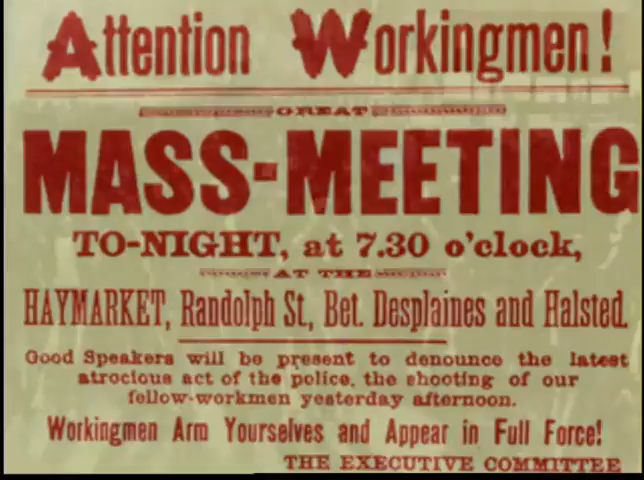 Attention Workingmen!
GREAT
MASS-MEETING
TO-NIGHT, at 7.30 o'clock,
AT THE
HAYMARKET, Randolph St., Bet. Desplaines and Halsted.
Good Speakers will be present to denounce the latest
atrocious act of the police, the shooting of our
fellow-workmen yesterday afternoon.
Workingmen Arm Yourselves and Appear in Full Force!
THE EXECUTIVE COMMITTEE